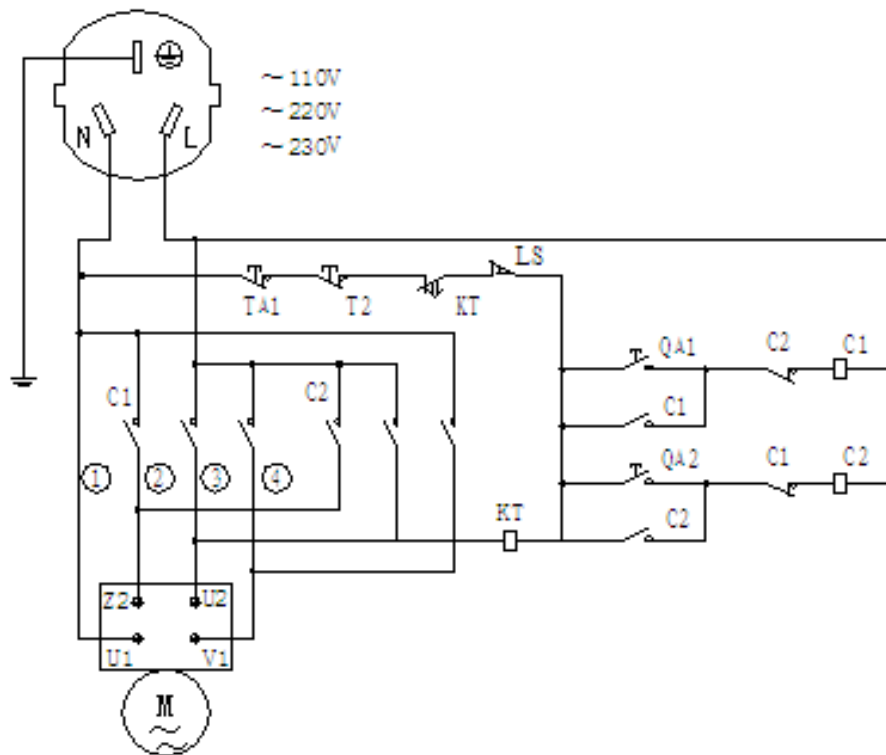 ～110V
～220V
～230V
N L
LS
TA1 T2 KT
QA1 C2 C1
C1 C2
C1
① ② ③ ④
QA2 C1 C2
KT
C2
Z2 U2
U1 V1
M